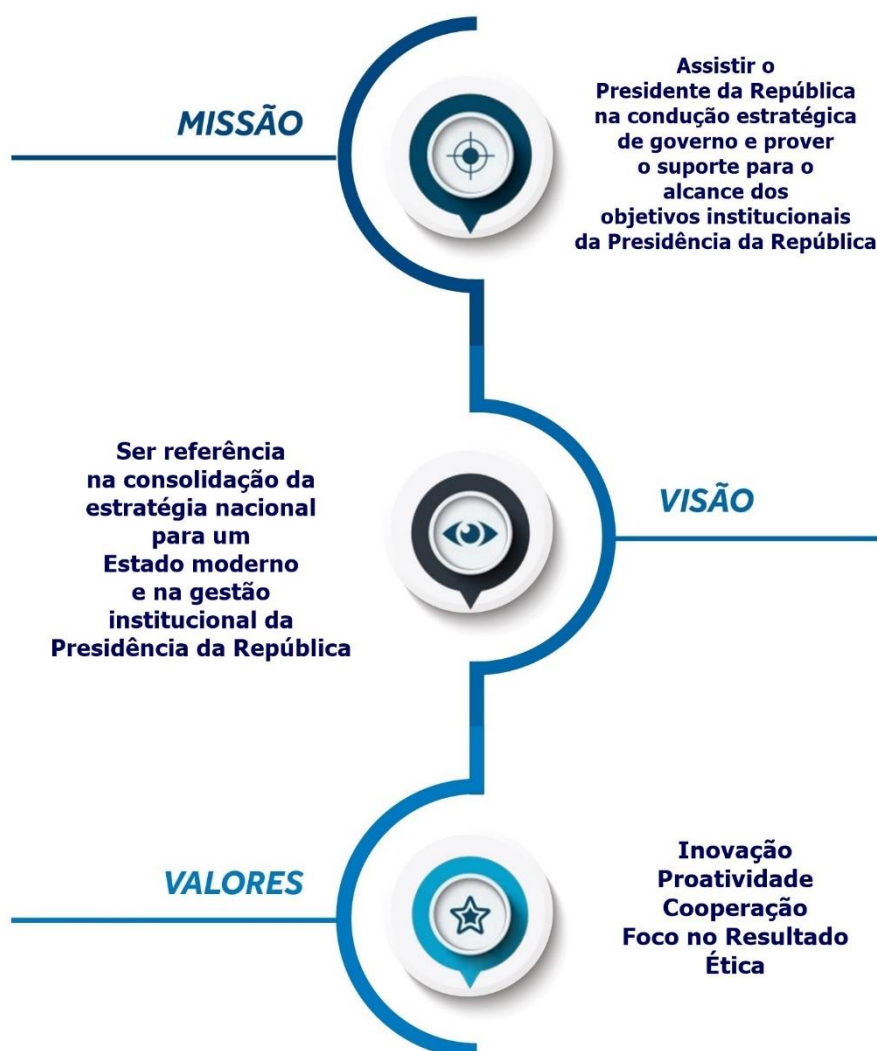 MISSÃO
Assistir o
Presidente da República
na condução estratégica
de governo e prover
o suporte para o
alcance dos
objetivos institucionais
da Presidência da República
Ser referência
na consolidação da
estratégia nacional
para um
Estado moderno
e na gestão
institucional da
Presidência da República
VISÃO
VALORES
Inovação
Proatividade
Cooperação
Foco no Resultado
Ética